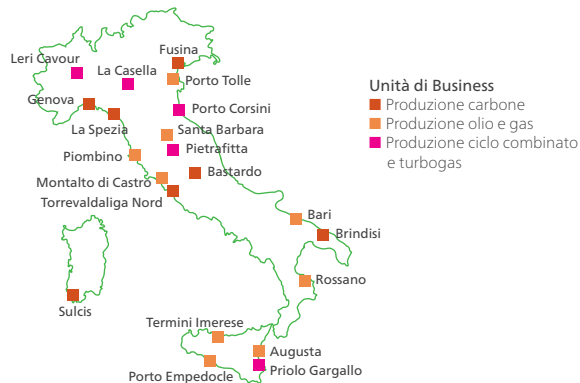 Fusina
Leri Cavour
La Casella
Porto Tolle
Genova
Porto Corsini
La Spezia
Santa Barbara
Piombino
Pietrafitta
Bastardo
Montalto di Castro
Torrevaldaliga Nord
Bari
Brindisi
Rossano
Sulcis
Termini Imerese
Augusta
Priolo Gargallo
Porto Empedocle
Unità di Business
Produzione carbone
Produzione olio e gas
Produzione ciclo combinato
e turbogas